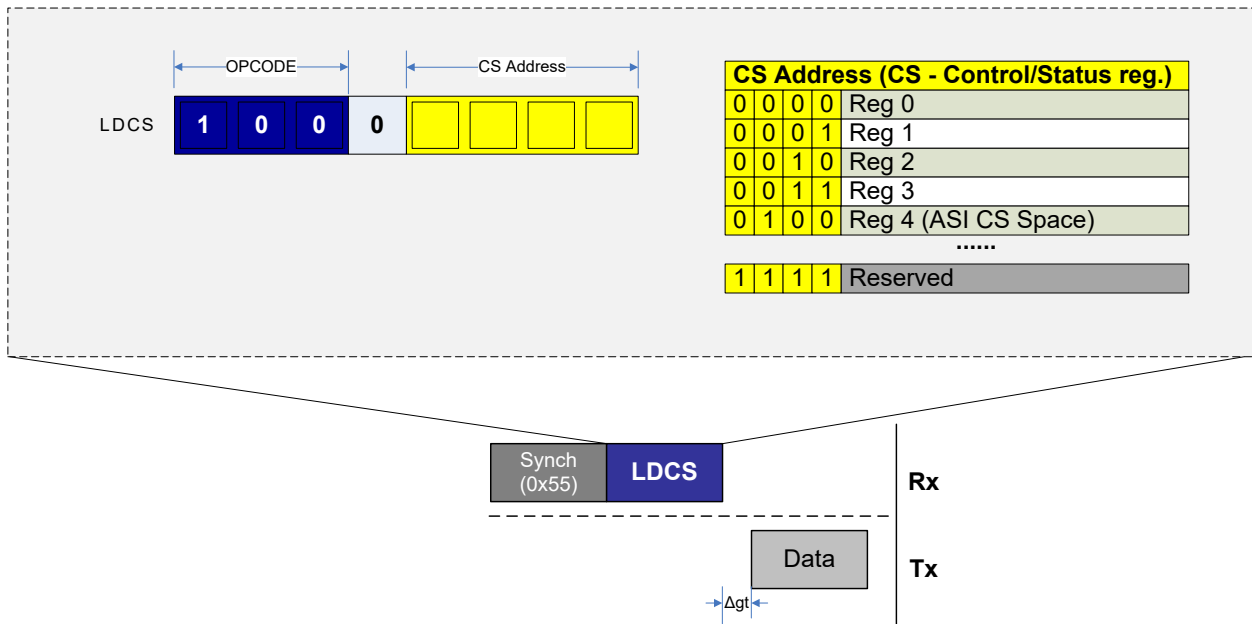 OPCODE
CS Address
LDCS
1 0 0 0
CS Address (CS - Control/Status reg.)
0 0 0 0 Reg 0
0 0 0 1 Reg 1
0 0 1 0 Reg 2
0 0 1 1 Reg 3
0 1 0 0 Reg 4 (ASI CS Space)
......
1 1 1 1 Reserved
Synch
(0x55)
LDCS
Rx
Data
Tx
Δgt